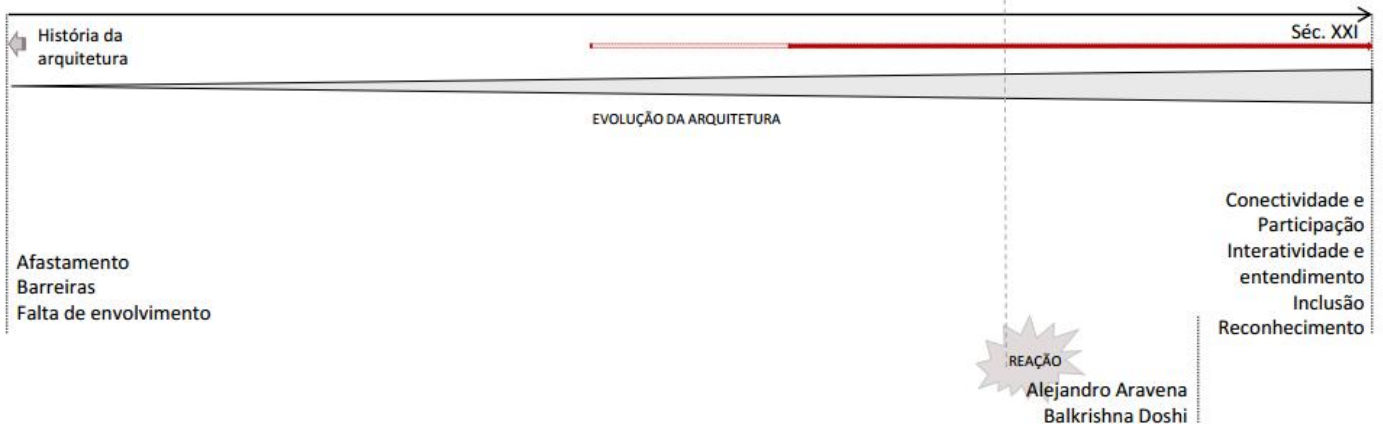 História da
arquitetura
Séc. XXI
EVOLUÇÃO DA ARQUITETURA
Afastamento
Barreiras
Falta de envolvimento
Conectividade e
Participação
Interatividade e
entendimento
Inclusão
Reconhecimento
REAÇÃO
Alejandro Aravena
Balkrishna Doshi